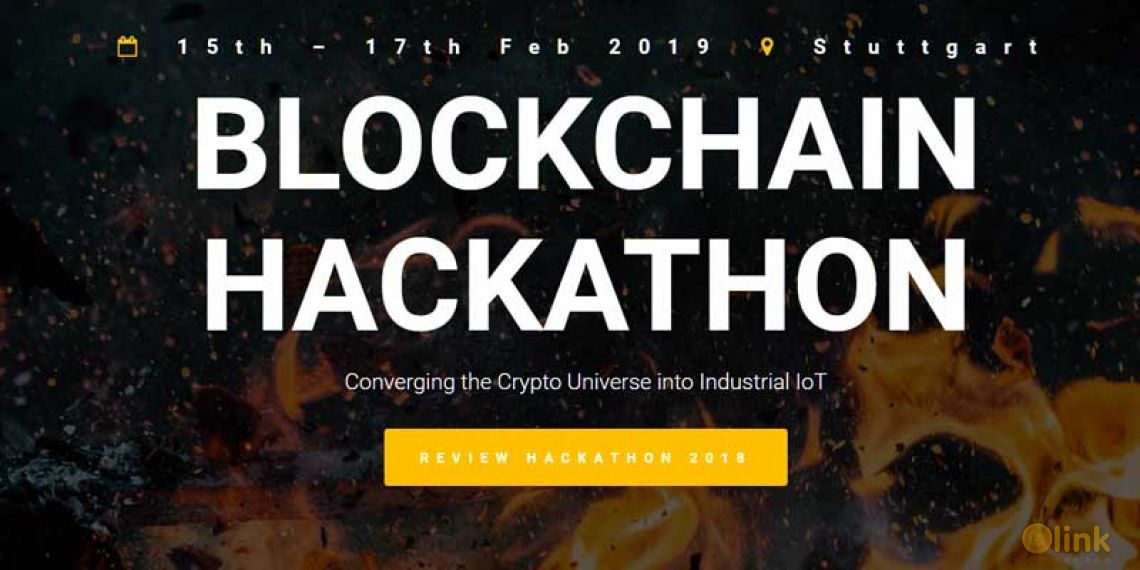 15th – 17th Feb 2019 Stuttgart
BLOCKCHAIN
HACKATHON
Converging the Crypto Universe into Industrial IoT
REVIEW HACKATHON 2018
link